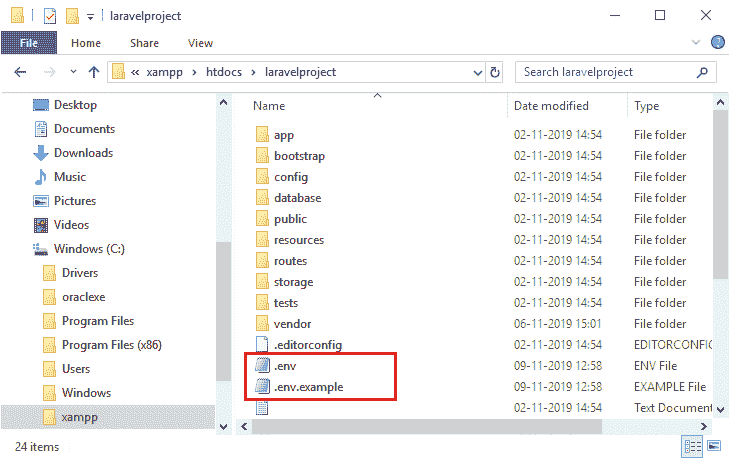 laravelproject
File Home Share View
« xampp › htdocs › laravelproject Search laravelproject
Name Date modified Type
Desktop
Documents
Downloads
Music
Pictures
Videos
Windows (C:)
Drivers
oraclexe
Program Files
Program Files (x86)
Users
Windows
xampp
app 02-11-2019 14:54 File folder
bootstrap 02-11-2019 14:54 File folder
config 02-11-2019 14:54 File folder
database 02-11-2019 14:54 File folder
public 02-11-2019 14:54 File folder
resources 02-11-2019 14:54 File folder
routes 02-11-2019 14:54 File folder
storage 02-11-2019 14:54 File folder
tests 02-11-2019 14:54 File folder
vendor 06-11-2019 15:01 File folder
.editorconfig 02-11-2019 14:54 EDITORCONFIG
.env 09-11-2019 12:58 ENV File
.env.example 09-11-2019 12:58 EXAMPLE File
02-11-2019 14:54 Text Document
24 items